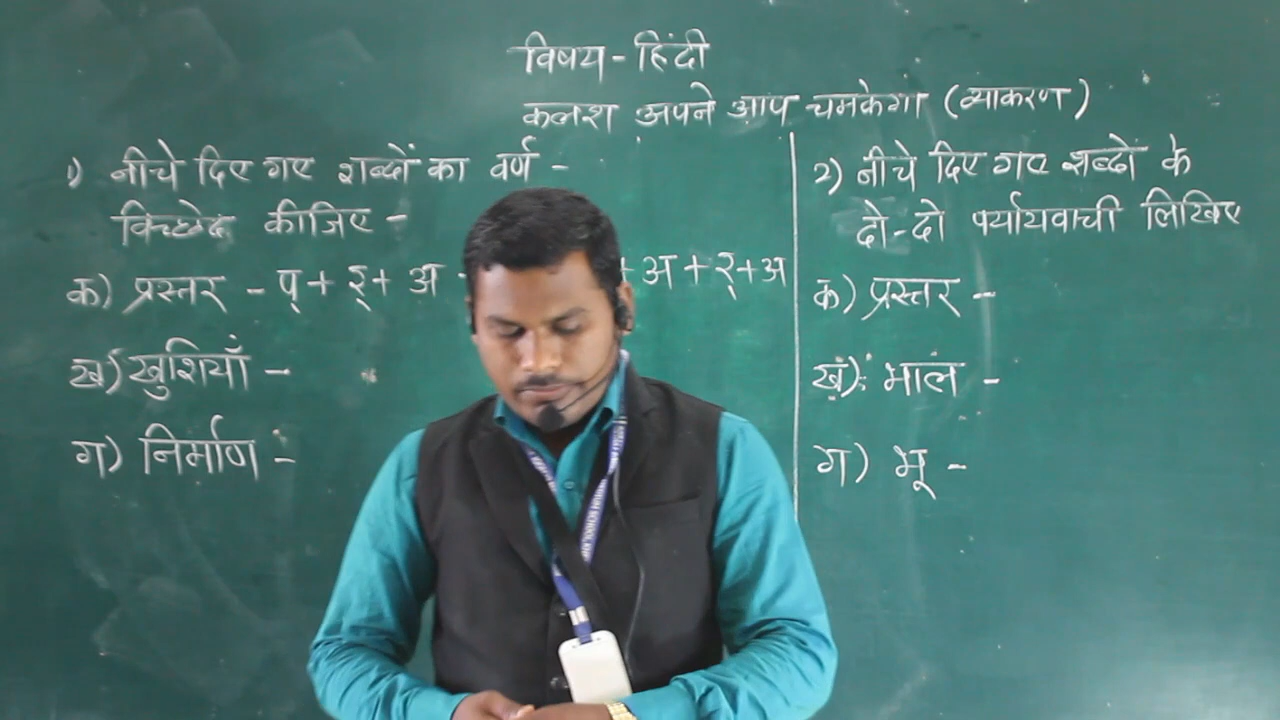 विषय - हिंदी
कलश अपने आप चमकेगा (व्याकरण)
1) नीचे दिए गए शब्दों का वर्ण -
विच्छेद कीजिए -
क) प्रस्तर - प् + र् + अ + अ + र् + अ
ख) खुशियाँ -
ग) निर्माण -
2) नीचे दिए गए शब्दों के
दो-दो पर्यायवाची लिखिए
क) प्रस्तर -
ख) भाल -
ग) भू -